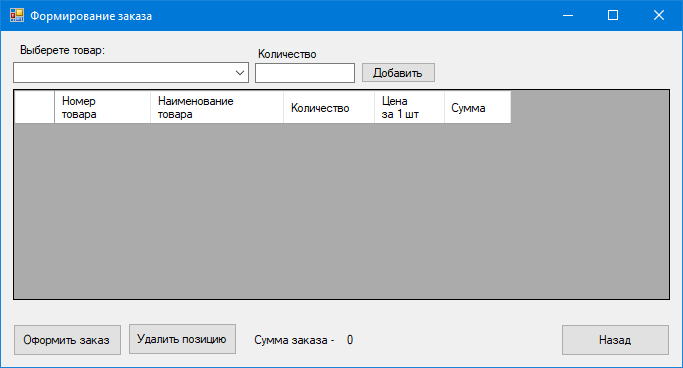 Формирование заказа
Выберете товар:
Количество
Добавить
Номер
товара
Наименование
товара
Количество
Цена
за 1 шт
Сумма
Оформить заказ
Удалить позицию
Сумма заказа - 0
Назад